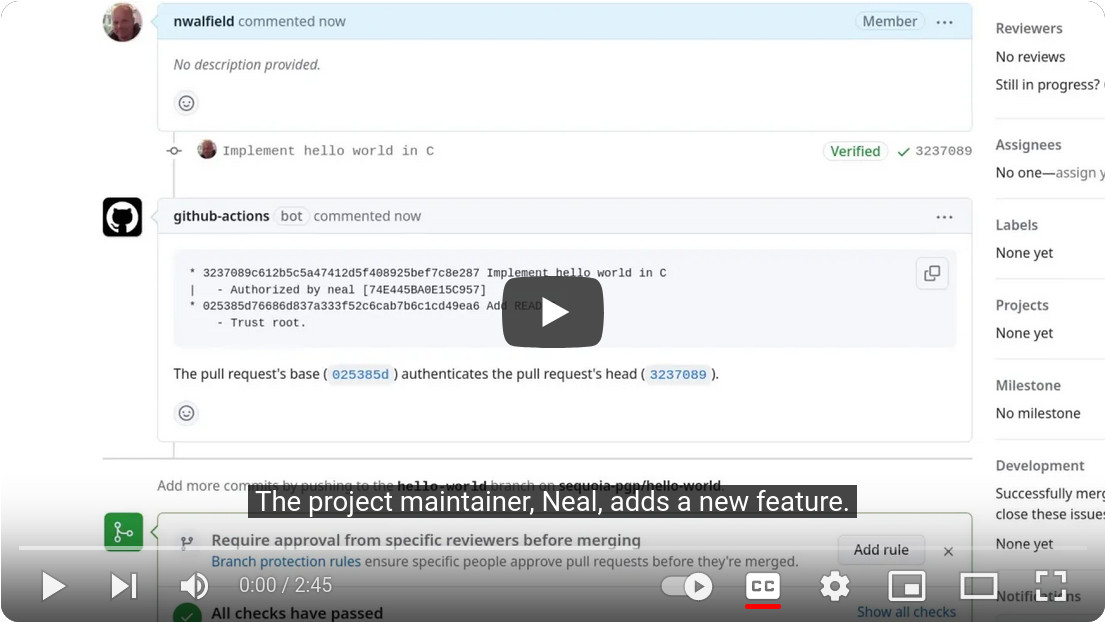 nwalfield commented now
Member
No description provided.
Implement hello world in C
Verified
3237089
github-actions bot commented now
* 3237089c612b5c5a47412d5f408925bef7c8e287 Implement hello world in C
| - Authorized by neal [74E445BA0E15C957]
* 025385d76686d837a333f52c6cab7b6c1cd49ea6 Add READ
- Trust root.
The pull request's base ( 025385d ) authenticates the pull request's head ( 3237089 ).
Add more commits by pushing to the hello-world branch on sequoia-pgp/hello-world.
The project maintainer, Neal, adds a new feature.
Require approval from specific reviewers before merging
Branch protection rules ensure specific people approve pull requests before they're merged.
Add rule
0:00 / 2:45
CC
All checks have passed
Show all checks
Reviewers
No reviews
Still in progress?
Assignees
No one—assign y
Labels
None yet
Projects
None yet
Milestone
No milestone
Development
Successfully merg
close these issues
None yet
Notifications